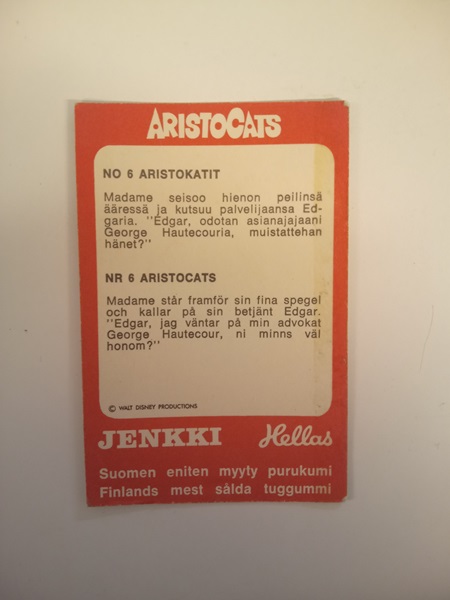 ARISTOCATS
NO 6 ARISTOKATIT
Madame seisoo hienon peilinsä
ääressä ja kutsuu palvelijaansa Ed-
garia. "Edgar, odotan asianajajaani
George Hautecouria, muistattehan
hänet?"
NR 6 ARISTOCATS
Madame står framför sin fina spegel
och kallar på sin betjänt Edgar.
"Edgar, jag väntar på min advokat
George Hautecour, ni minns väl
honom?"
© WALT DISNEY PRODUCTIONS
JENKKI Hellas
Suomen eniten myyty purukumi
Finlands mest sålda tuggummi